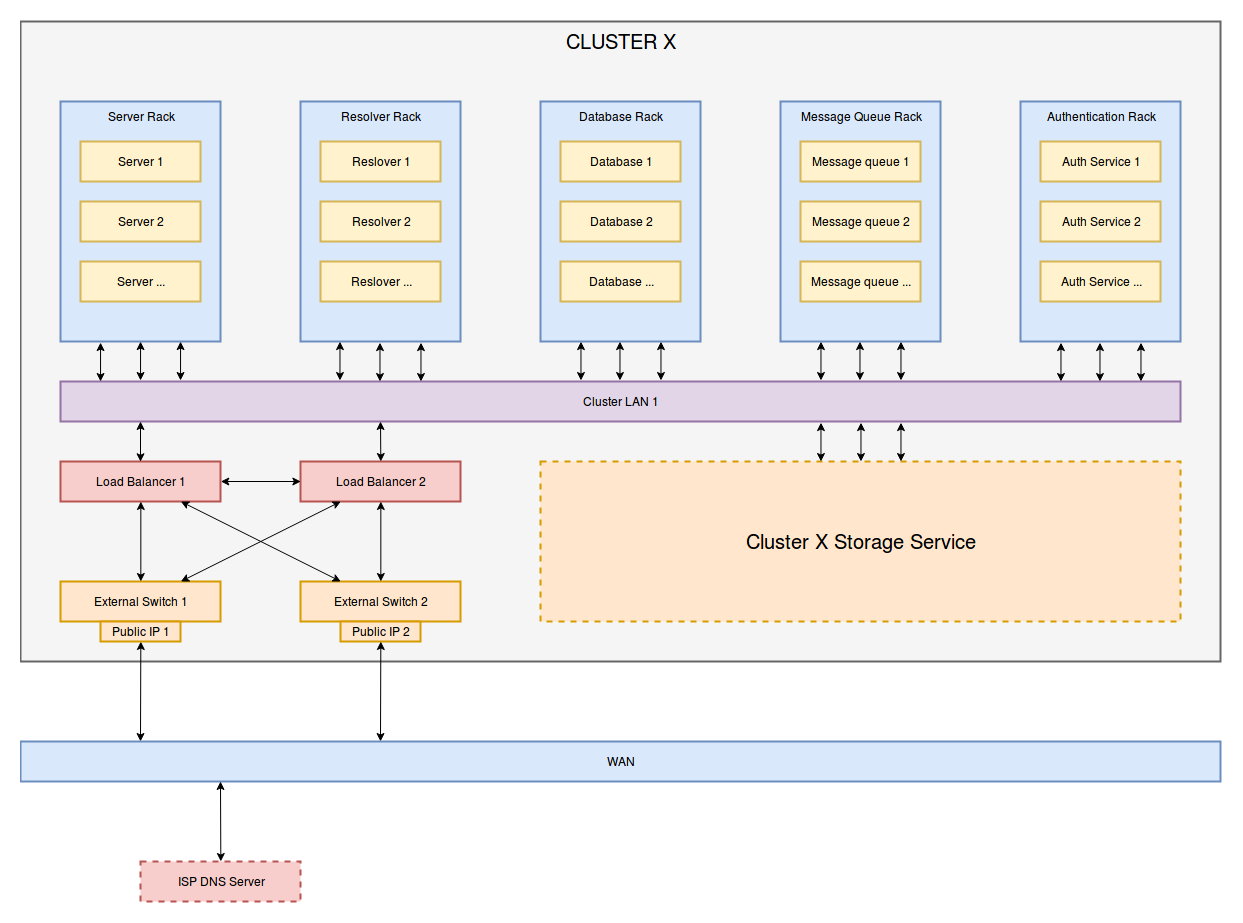 CLUSTER X
Server Rack
Server 1
Server 2
Server ...
Resolver Rack
Reslover 1
Resolver 2
Reslover ...
Database Rack
Database 1
Database 2
Database ...
Message Queue Rack
Message queue 1
Message queue 2
Message queue ...
Authentication Rack
Auth Service 1
Auth Service 2
Auth Service ...
Cluster LAN 1
Load Balancer 1
Load Balancer 2
External Switch 1
Public IP 1
External Switch 2
Public IP 2
Cluster X Storage Service
WAN
ISP DNS Server